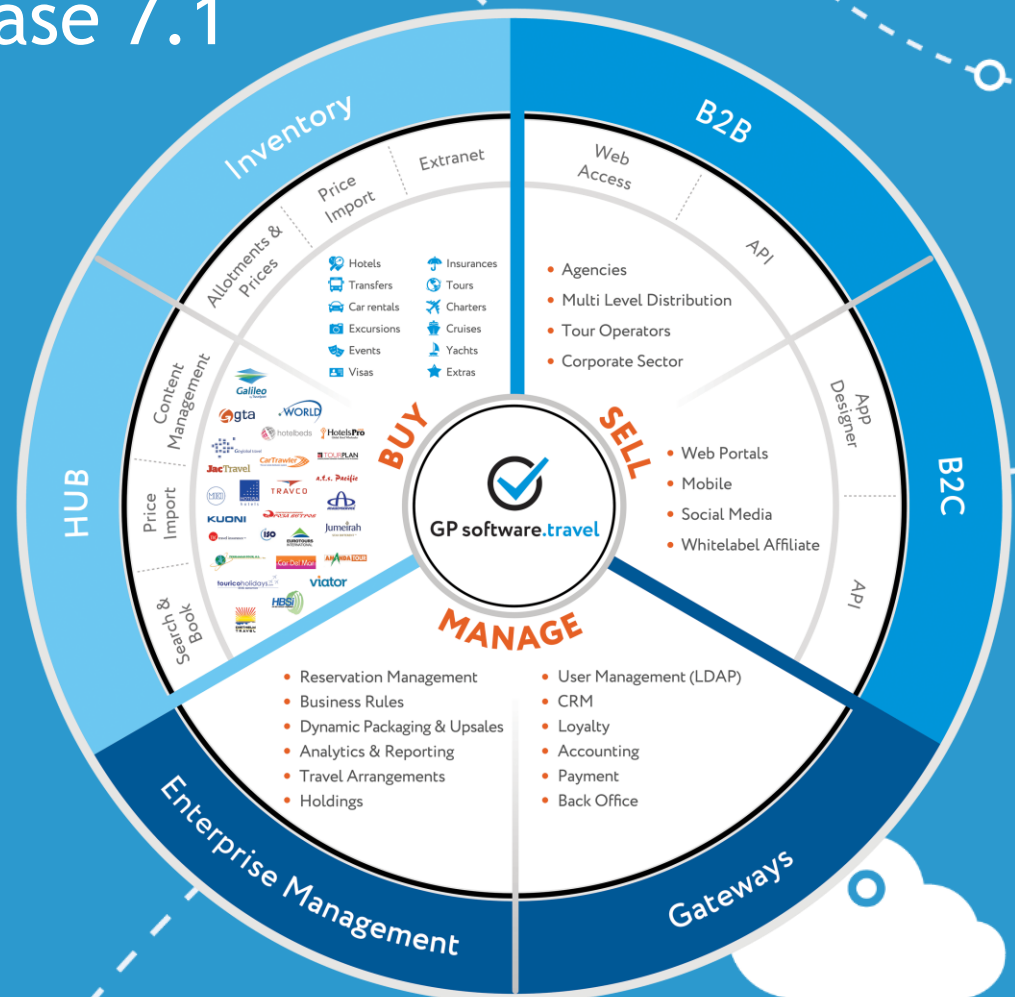 ase 7.1
Inventory
B2B
Extranet
Price
Import
Allotments &
Prices
Web
Access
API
Hotels
Transfers
Car rentals
Excursions
Events
Visas
Insurances
Tours
Charters
Cruises
Yachts
Extras
Agencies
Multi Level Distribution
Tour Operators
Corporate Sector
HUB
Content
Management
Price
Import
Search &
Book
Galileo
gta
.WORLD
hotelbeds
HotelsPro
JacTravel
CarTrawler
TOURPLAN
a.t.s. Pacific
TRAVCO
KUONI
ISO
EUROTOURS
INTERNATIONAL
Jumeirah
Car Del Mar
touricoholidays
viator
HBSi
TRAVEL
BUY
SELL
MANAGE
GP software.travel
App
Designer
API
B2C
Web Portals
Mobile
Social Media
Whitelabel Affiliate
Reservation Management
Business Rules
Dynamic Packaging & Upsales
Analytics & Reporting
Travel Arrangements
Holdings
User Management (LDAP)
CRM
Loyalty
Accounting
Payment
Back Office
Enterprise Management
Gateways